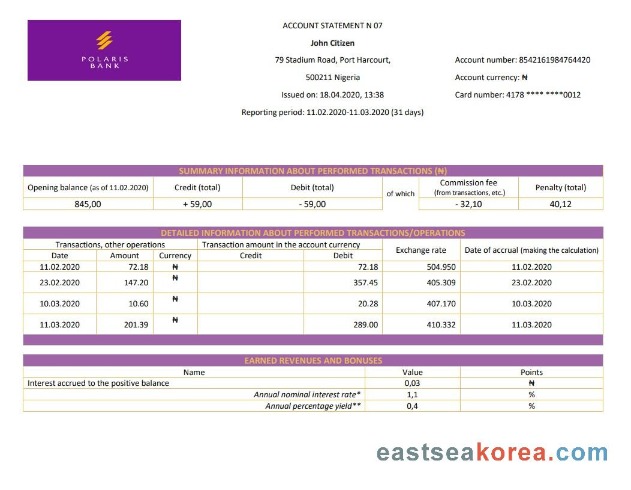 POLARIS
BANK
ACCOUNT STATEMENT N 07
John Citizen
79 Stadium Road, Port Harcourt,
500211 Nigeria
Issued on: 18.04.2020, 13:38
Reporting period: 11.02.2020-11.03.2020 (31 days)
Account number: 8542161984764420
Account currency: ₦
Card number: 4178 **** ****0012
SUMMARY INFORMATION ABOUT PERFORMED TRANSACTIONS (₦)
Opening balance (as of 11.02.2020) Credit (total) Debit (total) of which Commission fee (from transactions, etc.) Penalty (total)
845,00 + 59,00 - 59,00 - 32,10 40,12
DETAILED INFORMATION ABOUT PERFORMED TRANSACTIONS/OPERATIONS
Transactions, other operations Transaction amount in the account currency Exchange rate Date of accrual (making the calculation)
Date Amount Currency Credit Debit
11.02.2020 72.18 ₦ 72.18 504.950 11.02.2020
23.02.2020 147.20 ₦ 357.45 405.309 23.02.2020
10.03.2020 10.60 ₦ 20.28 407.170 10.03.2020
11.03.2020 201.39 ₦ 289.00 410.332 11.03.2020
EARNED REVENUES AND BONUSES
Name Value Points
Interest accrued to the positive balance 0,03 ₦
Annual nominal interest rate* 1,1 %
Annual percentage yield** 0,4 %
eastseakorea.com